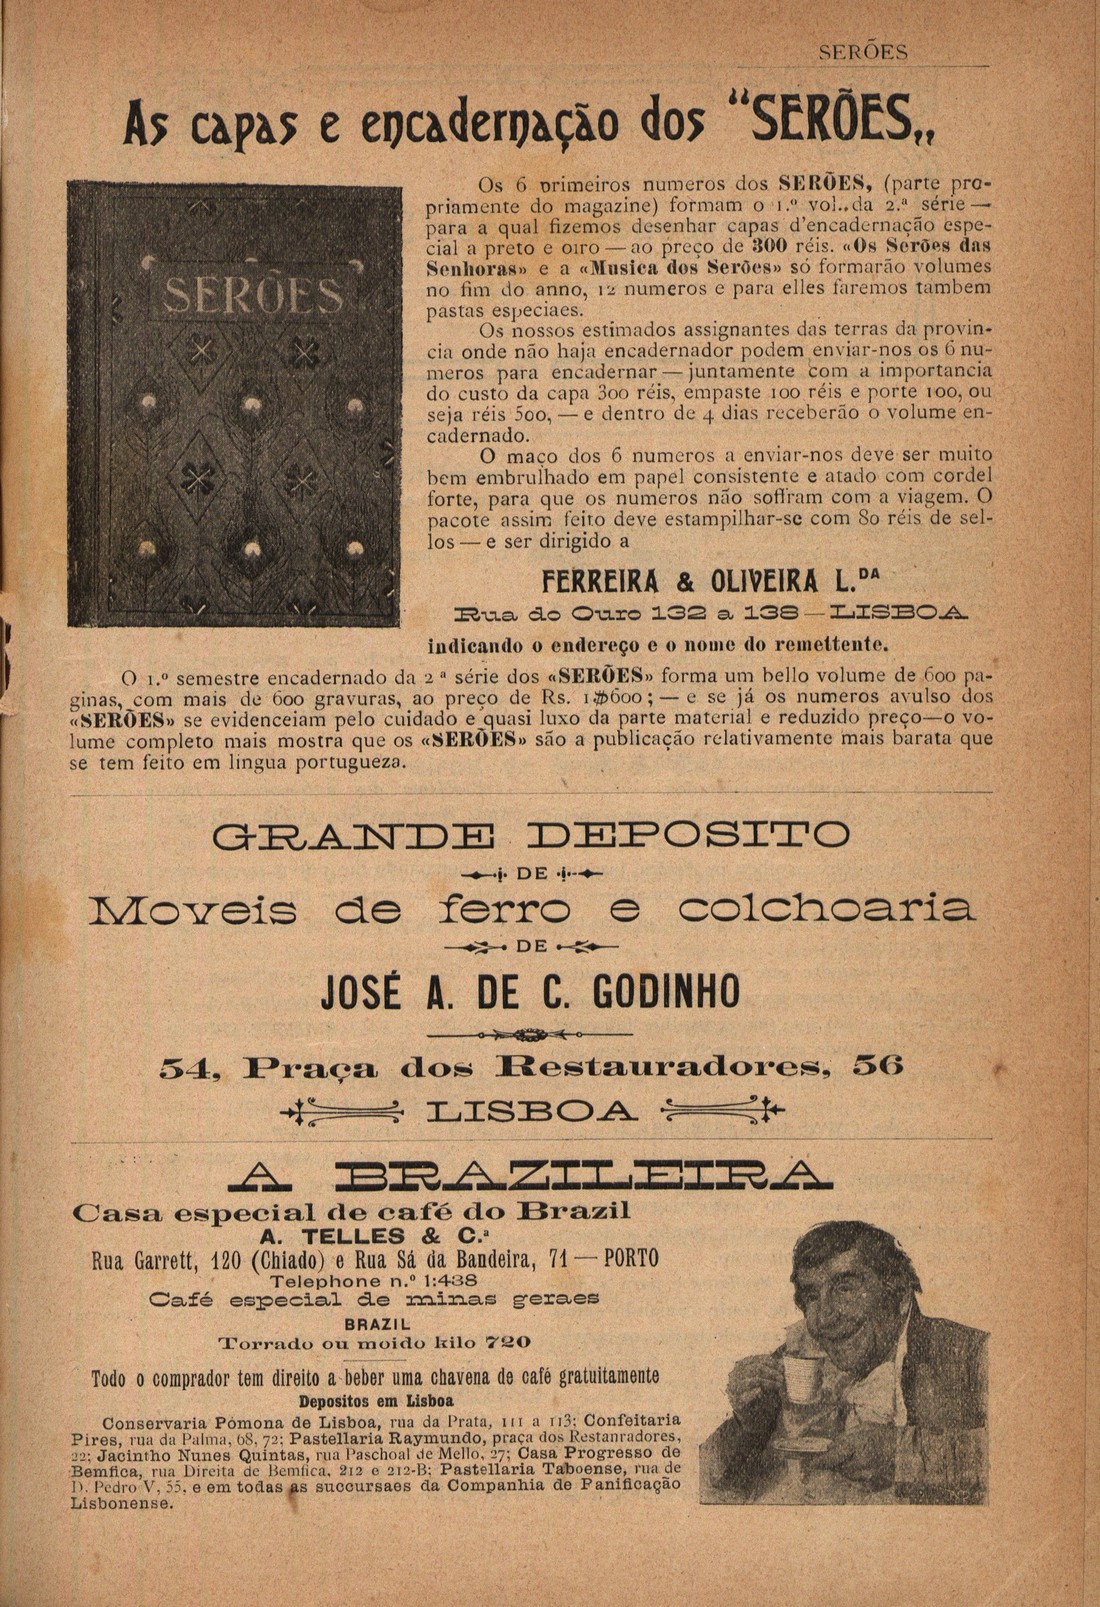 SERÕES
As capas e encadernação dos "SERÕES„
SERÕES
Os 6 primeiros numeros dos SERÕES, (parte pro-
priamente do magazine) formam o 1.º vol. da 2.ª série —
para a qual fizemos desenhar capas d'encadernação espe-
cial a preto e oiro — ao preço de 300 réis. «Os Serões das
Senhoras» e a «Musica dos Serões» só formarão volumes
no fim do anno, 12 numeros e para elles faremos tambem
pastas especiaes.
Os nossos estimados assignantes das terras da provin-
cia onde não haja encadernador podem enviar-nos os 6 nu-
meros para encadernar — juntamente com a importancia
do custo da capa 300 réis, empaste 100 réis e porte 100, ou
seja réis 500, — e dentro de 4 dias receberão o volume en-
cadernado.
O maço dos 6 numeros a enviar-nos deve ser muito
bem embrulhado em papel consistente e atado com cordel
forte, para que os numeros não soffram com a viagem. O
pacote assim feito deve estampilhar-se com 80 réis de sel-
los — e ser dirigido a
FERREIRA & OLIVEIRA L.DA
Rua do Ouro 132 a 138 — LISBOA
indicando o endereço e o nome do remettente.
O 1.º semestre encadernado da 2ª série dos «SERÕES» forma um bello volume de 600 pa-
ginas, com mais de 600 gravuras, ao preço de Rs. 1$600; — e se já os numeros avulso dos
«SERÕES» se evidenceiam pelo cuidado e quasi luxo da parte material e reduzido preço—o vo-
lume completo mais mostra que os «SERÕES» são a publicação relativamente mais barata que
se tem feito em lingua portugueza.
GRANDE DEPOSITO
DE
Moveis de ferro e colchoaria
DE
JOSÉ A. DE C. GODINHO
54, Praça dos Restauradores, 56
LISBOA
A BRAZILEIRA
Casa especial de café do Brazil
A. TELLES & C.ª
Rua Garrett, 120 (Chiado) e Rua Sá da Bandeira, 71 — PORTO
Telephone n.º 1:438
Café especial de minas geraes
BRAZIL
Torrado ou moido kilo 720
Todo o comprador tem direito a beber uma chavena de café gratuitamente
Depositos em Lisboa
Conservaria Pomona de Lisboa, rua da Prata, 111 a 113; Confeitaria
Pires, rua da Palma, 68, 72; Pastellaria Raymundo, praça dos Restanradores,
22; Jacintho Nunes Quintas, rua Paschoal de Mello, 27; Casa Progresso de
Bemfica, rua Direita de Bemfica, 212 e 212-B; Pastellaria Taboense, rua de
D. Pedro V, 55, e em todas as succursaes da Companhia de Panificação
Lisbonense.